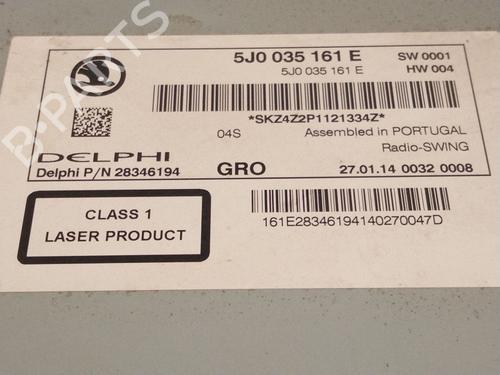 5J0 035 161 E SW 0001
5J0 035 161 E HW 004
*SKZ4Z2P1121334Z*
04S Assembled in PORTUGAL
Radio-SWING
DELPHI
Delphi P/N 28346194 GRO 27.01.14 0032 0008
CLASS 1
LASER PRODUCT
161E28346194140270047D
B-PARTS